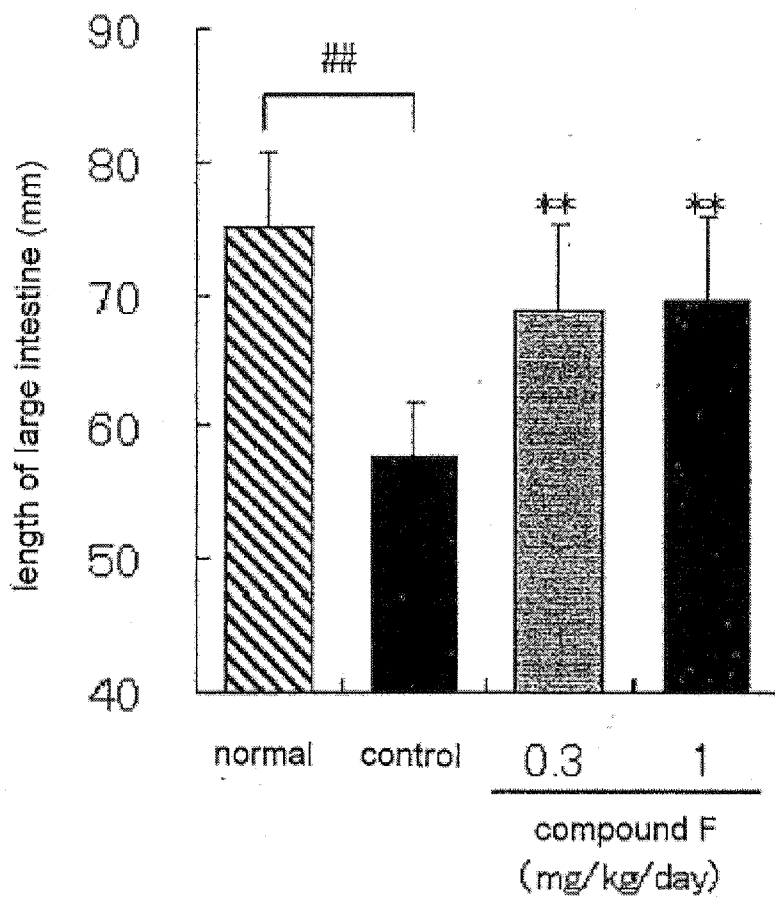 90
##
80
** **
70
60
50
40
length of large intestine (mm)
normal control 0.3 1
compound F
(mg/kg/day)